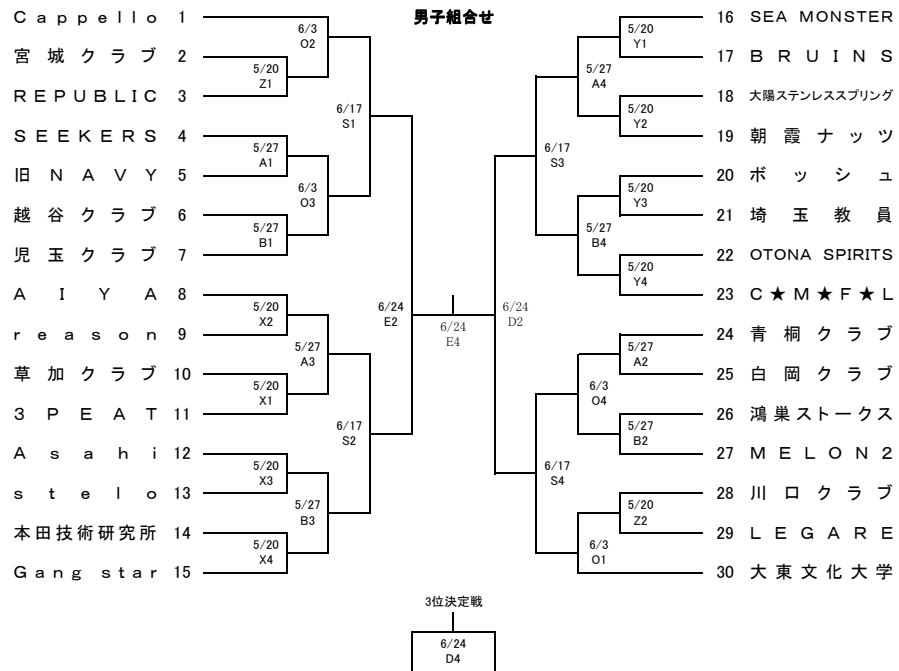 男子組合せ
Cappello 1
宮城クラブ 2
REPUBLIC 3
SEEKERS 4
旧NAVY 5
越谷クラブ 6
児玉クラブ 7
AIYA 8
reason 9
草加クラブ 10
3PEAT 11
Asahi 12
stelo 13
本田技術研究所 14
Gang star 15
6/3
O2
5/20
Z1
6/17
S1
5/27
A1
6/3
O3
5/27
B1
5/20
X2
5/27
A3
5/20
X1
6/17
S2
5/20
X3
5/27
B3
5/20
X4
6/24
E2
6/24
E4
6/24
D2
5/20
Y1
5/27
A4
5/20
Y2
6/17
S3
5/20
Y3
5/27
B4
5/20
Y4
5/27
A2
6/3
O4
5/27
B2
6/17
S4
5/20
Z2
6/3
O1
16 SEA MONSTER
17 BRUINS
18 大陽ステンレススプリング
19 朝霞ナッツ
20 ボッシュ
21 埼玉教員
22 OTONA SPIRITS
23 C★M★F★L
24 青桐クラブ
25 白岡クラブ
26 鴻巣ストークス
27 MELON2
28 川口クラブ
29 LEGARE
30 大東文化大学
3位決定戦
6/24
D4